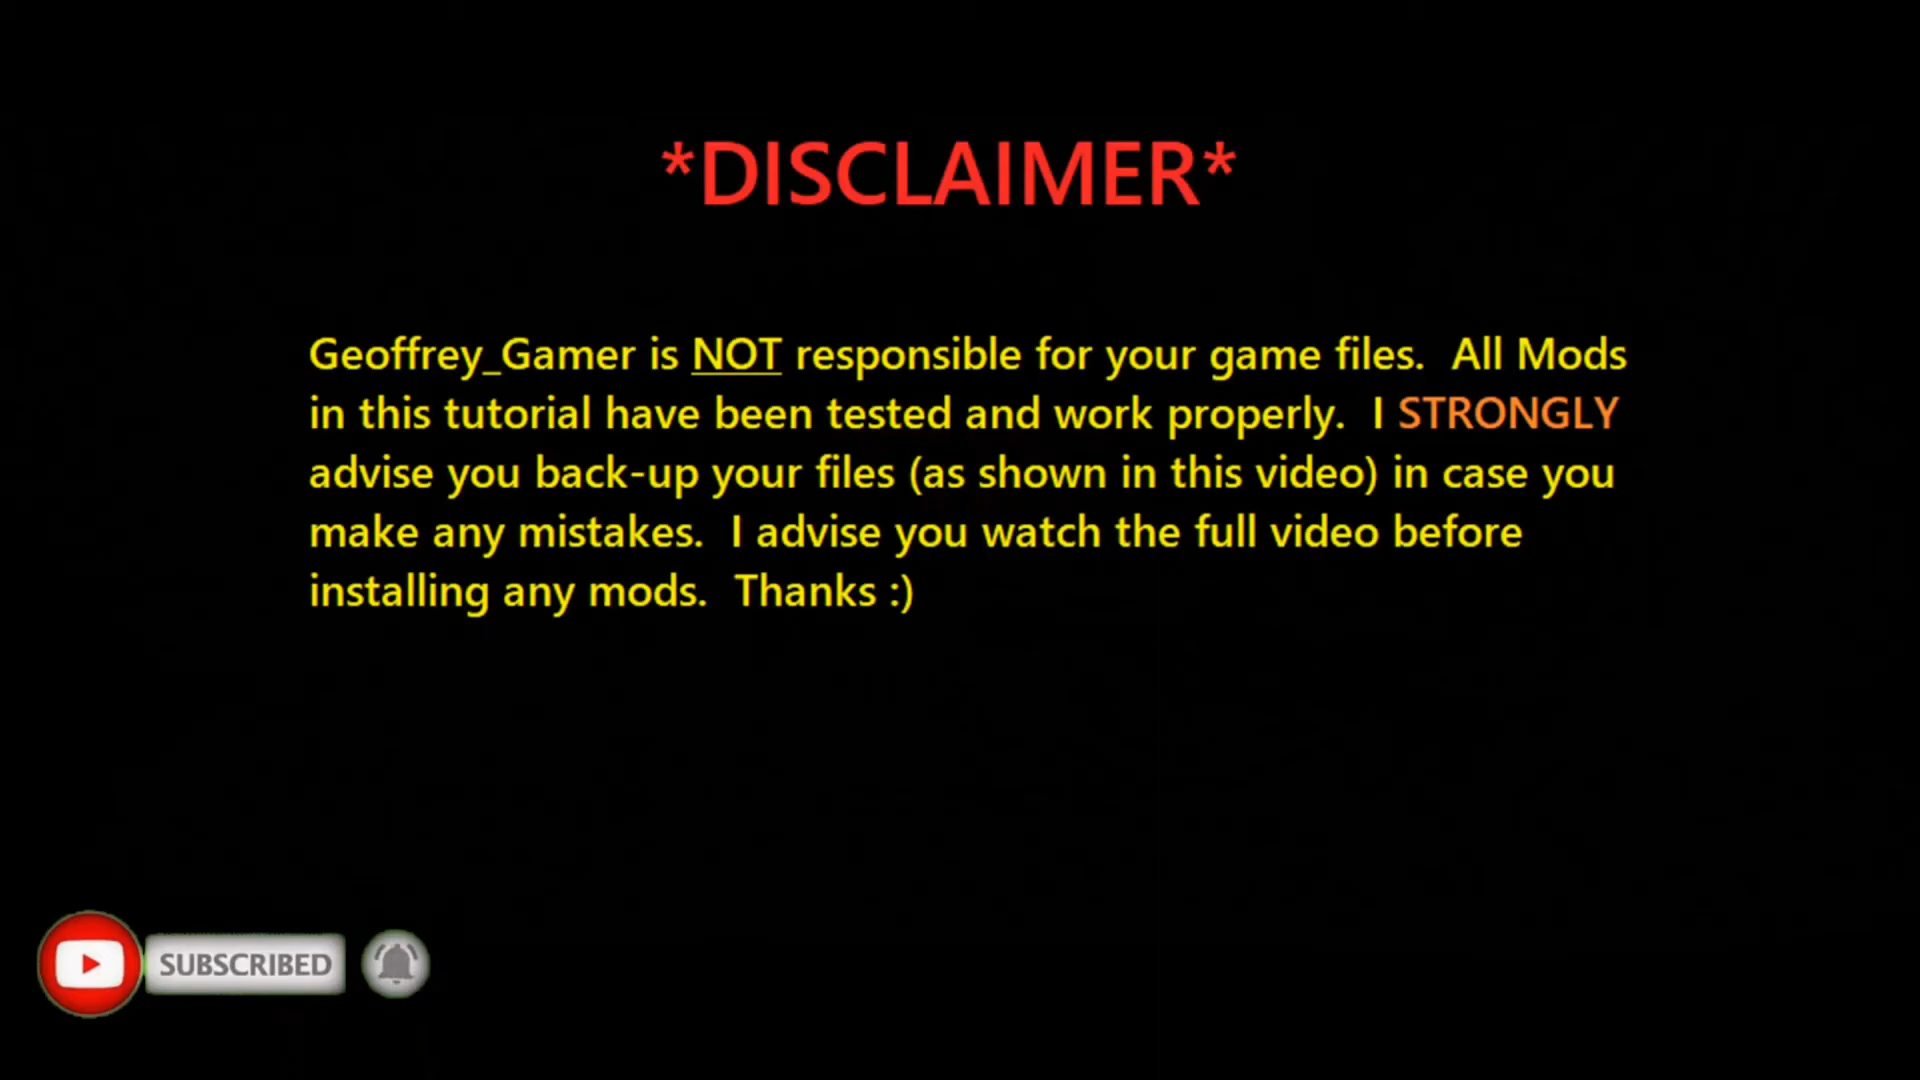 *DISCLAIMER*
Geoffrey_Gamer is NOT responsible for your game files.  All Mods
in this tutorial have been tested and work properly.  I STRONGLY
advise you back-up your files (as shown in this video) in case you
make any mistakes.  I advise you watch the full video before
installing any mods.  Thanks :)
SUBSCRIBED